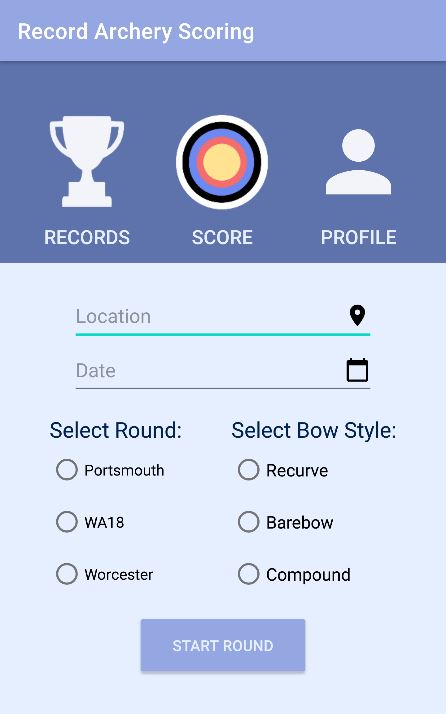 Record Archery Scoring
RECORDS SCORE PROFILE
Location
Date
Select Round: Select Bow Style:
Portsmouth Recurve
WA18 Barebow
Worcester Compound
START ROUND